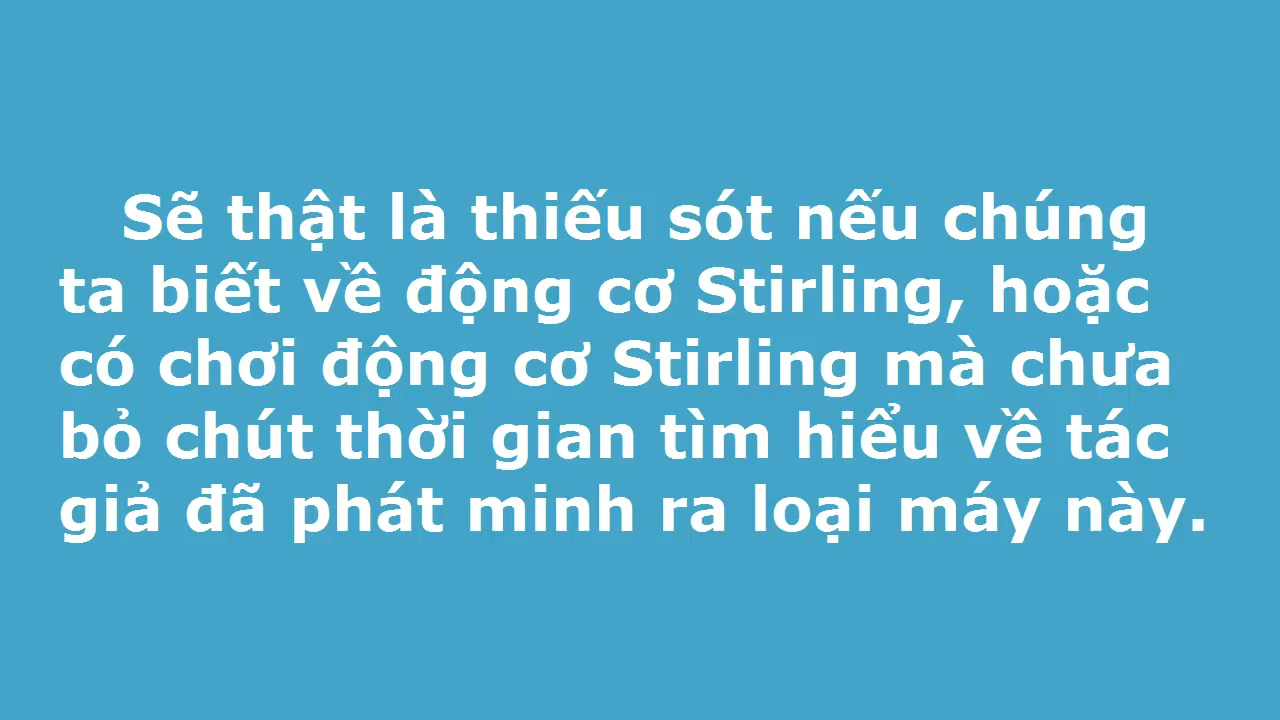 Sẽ thật là thiếu sót nếu chúng
ta biết về động cơ Stirling, hoặc
có chơi động cơ Stirling mà chưa
bỏ chút thời gian tìm hiểu về tác
giả đã phát minh ra loại máy này.